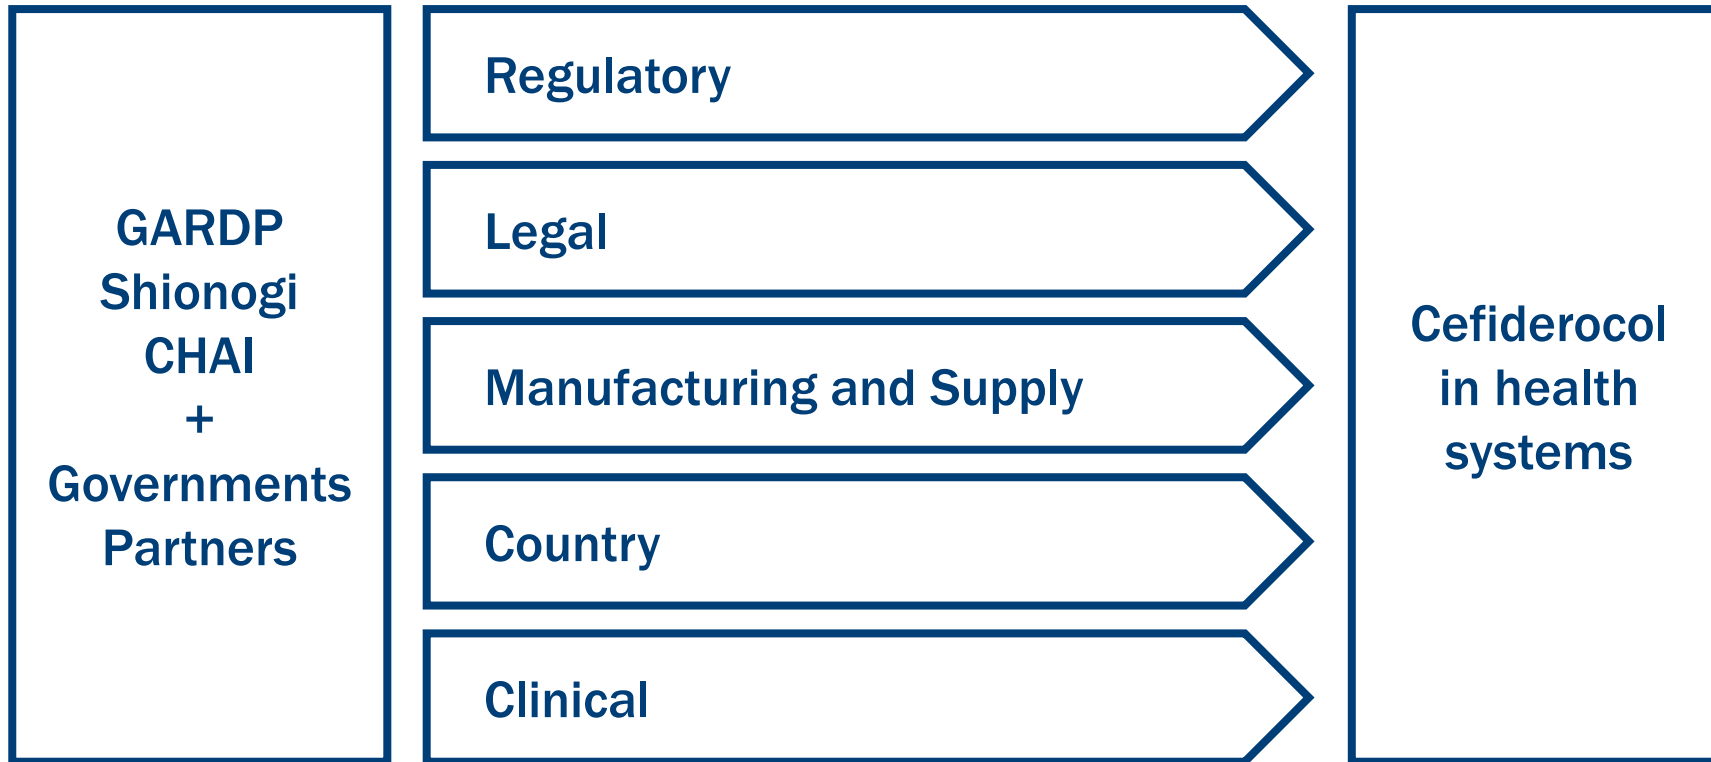 GARDP
Shionogi
CHAI
+
Governments
Partners
Regulatory
Legal
Manufacturing and Supply
Country
Clinical
Cefiderocol
in health
systems